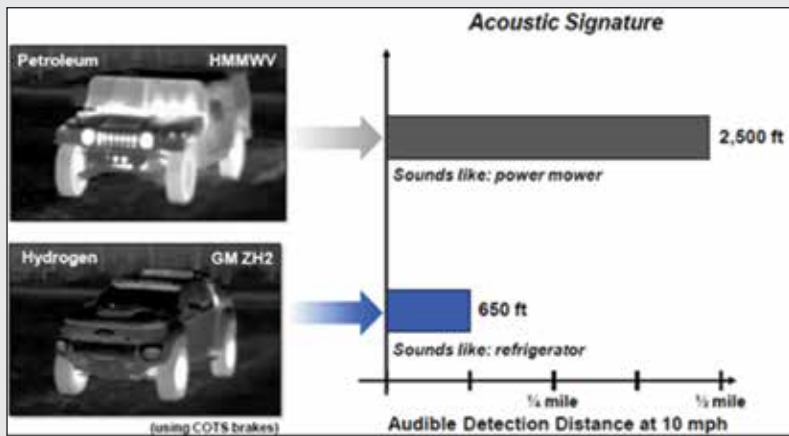 Acoustic Signature
Petroleum HMMWV
2,500 ft
Sounds like: power mower
Hydrogen GM ZH2
650 ft
Sounds like: refrigerator
(using COTS brakes)
¼ mile ½ mile
Audible Detection Distance at 10 mph